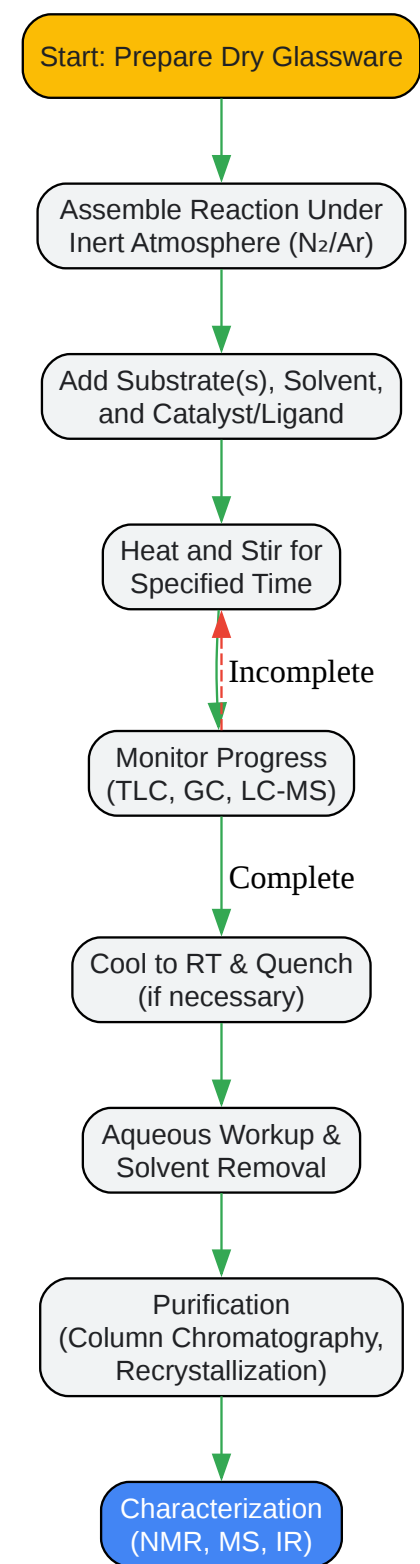 Start: Prepare Dry Glassware
Assemble Reaction Under
Inert Atmosphere (N₂/Ar)
Add Substrate(s), Solvent,
and Catalyst/Ligand
Heat and Stir for
Specified Time
Incomplete
Monitor Progress
(TLC, GC, LC-MS)
Complete
Cool to RT & Quench
(if necessary)
Aqueous Workup &
Solvent Removal
Purification
(Column Chromatography,
Recrystallization)
Characterization
(NMR, MS, IR)